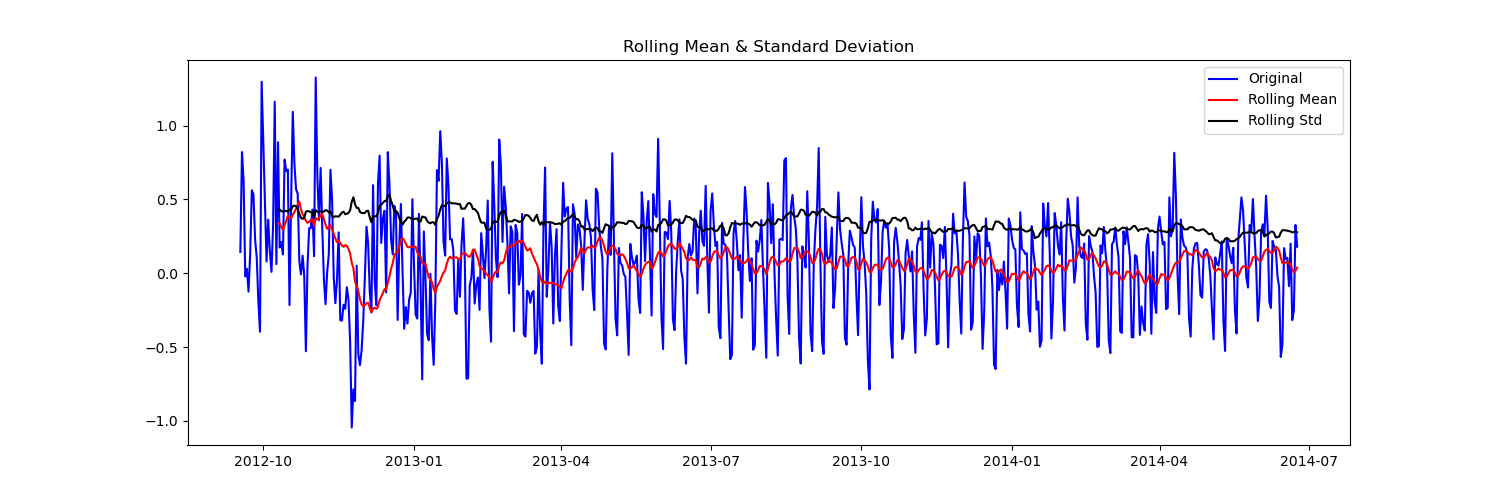 Rolling Mean & Standard Deviation
Original
Rolling Mean
Rolling Std
1.0
0.5
0.0
−0.5
−1.0
2012-10 2013-01 2013-04 2013-07 2013-10 2014-01 2014-04 2014-07